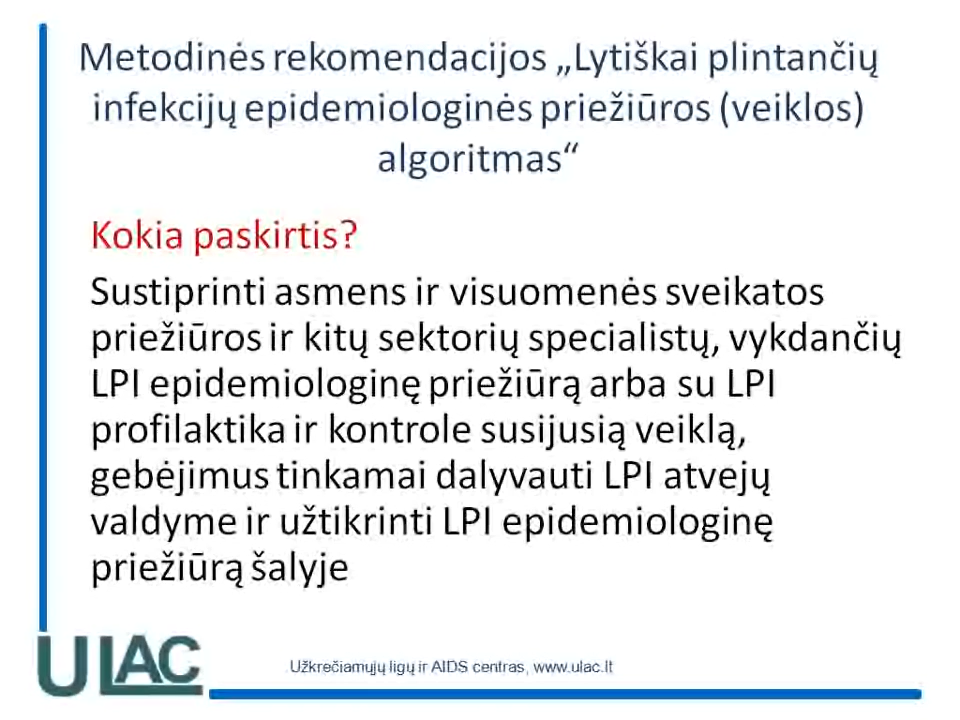 Metodinės rekomendacijos „Lytiškai plintančių
infekcijų epidemiologinės priežiūros (veiklos)
algoritmas“
Kokia paskirtis?
Sustiprinti asmens ir visuomenės sveikatos
priežiūros ir kitų sektorių specialistų, vykdančių
LPI epidemiologinę priežiūrą arba su LPI
profilaktika ir kontrole susijusią veiklą,
gebėjimus tinkamai dalyvauti LPI atvejų
valdyme ir užtikrinti LPI epidemiologinę
priežiūrą šalyje
ULAC
Užkrečiamųjų ligų ir AIDS centras, www.ulac.lt